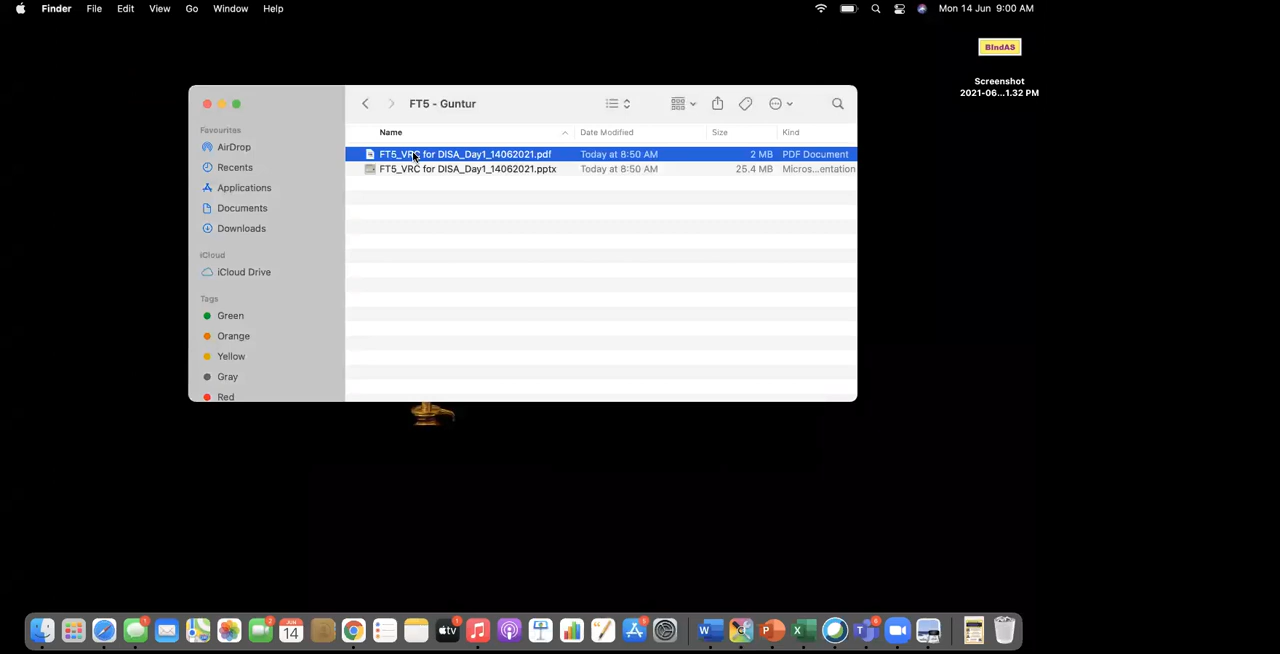 Finder File Edit View Go Window Help Mon 14 Jun 9:00 AM
BIndAS
Screenshot
2021-06...1.32 PM
FT5 - Guntur
Favourites
AirDrop
Recents
Applications
Documents
Downloads
iCloud
iCloud Drive
Tags
Green
Orange
Yellow
Gray
Red
Name Date Modified Size Kind
FT5_VRC for DISA_Day1_14062021.pdf Today at 8:50 AM 2 MB PDF Document
FT5_VRC for DISA_Day1_14062021.pptx Today at 8:50 AM 25.4 MB Micros...entation
JUN
14
tv